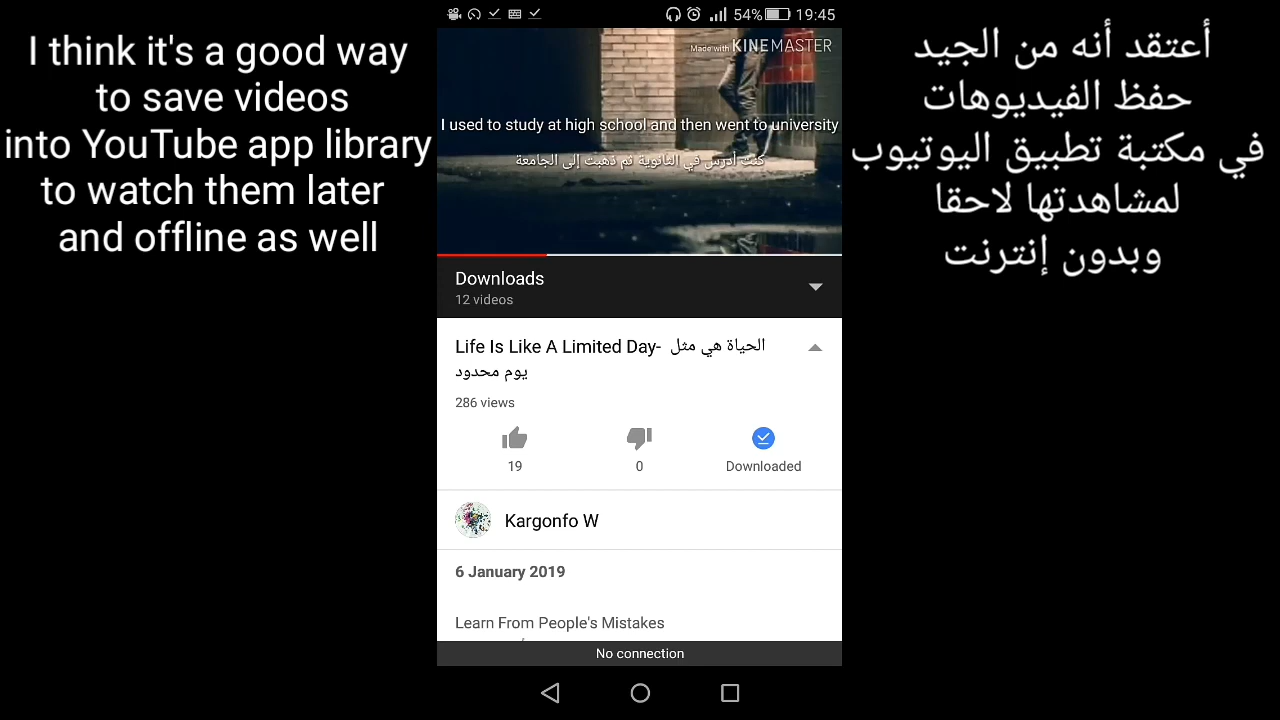 I think it's a good way
to save videos
into YouTube app library
to watch them later
and offline as well
54% 19:45
Made with KINEMASTER
I used to study at high school and then went to university
كنت أدرس في الثانوية ثم ذهبت إلى الجامعة
Downloads
12 videos
Life Is Like A Limited Day- الحياة هي مثل
يوم محدود
286 views
19 0 Downloaded
Kargonfo W
6 January 2019
Learn From People's Mistakes
No connection
أعتقد أنه من الجيد
حفظ الفيديوهات
في مكتبة تطبيق اليوتيوب
لمشاهدتها لاحقا
وبدون إنترنت